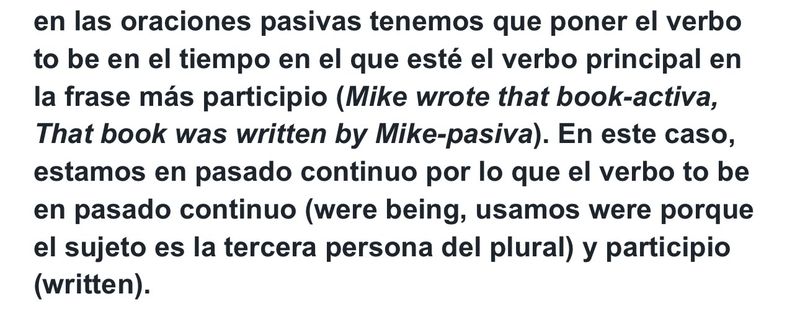 en las oraciones pasivas tenemos que poner el verbo
to be en el tiempo en el que esté el verbo principal en
la frase más participio (Mike wrote that book-activa,
That book was written by Mike-pasiva). En este caso,
estamos en pasado continuo por lo que el verbo to be
en pasado continuo (were being, usamos were porque
el sujeto es la tercera persona del plural) y participio
(written).